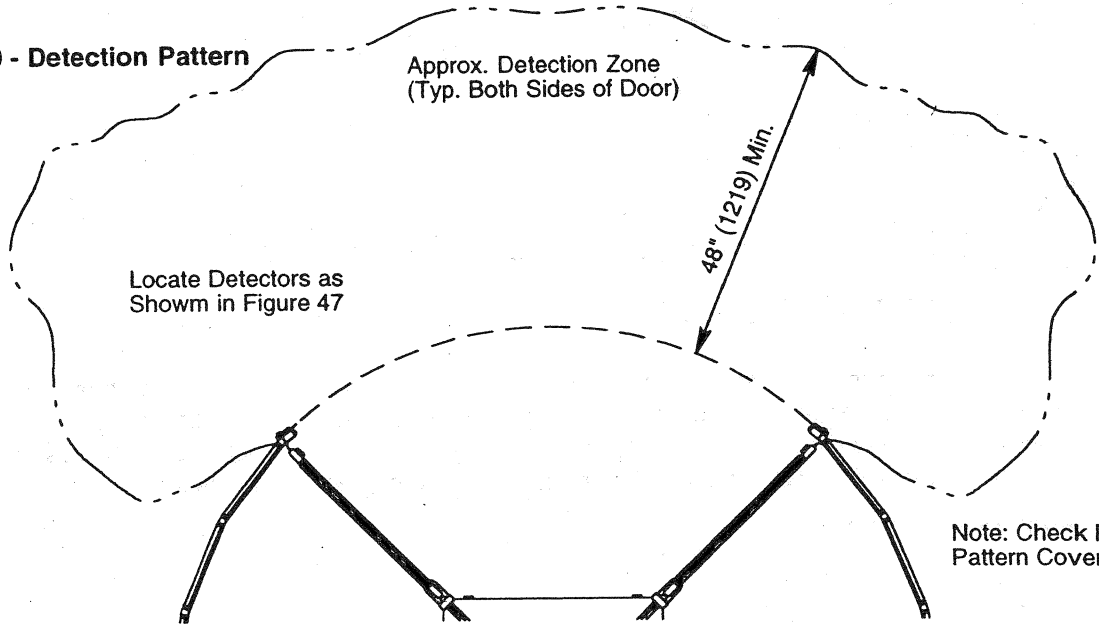 - Detection Pattern
Approx. Detection Zone
(Typ. Both Sides of Door)
48" (1219) Min.
Locate Detectors as
Showm in Figure 47
Note: Check
Pattern Cover